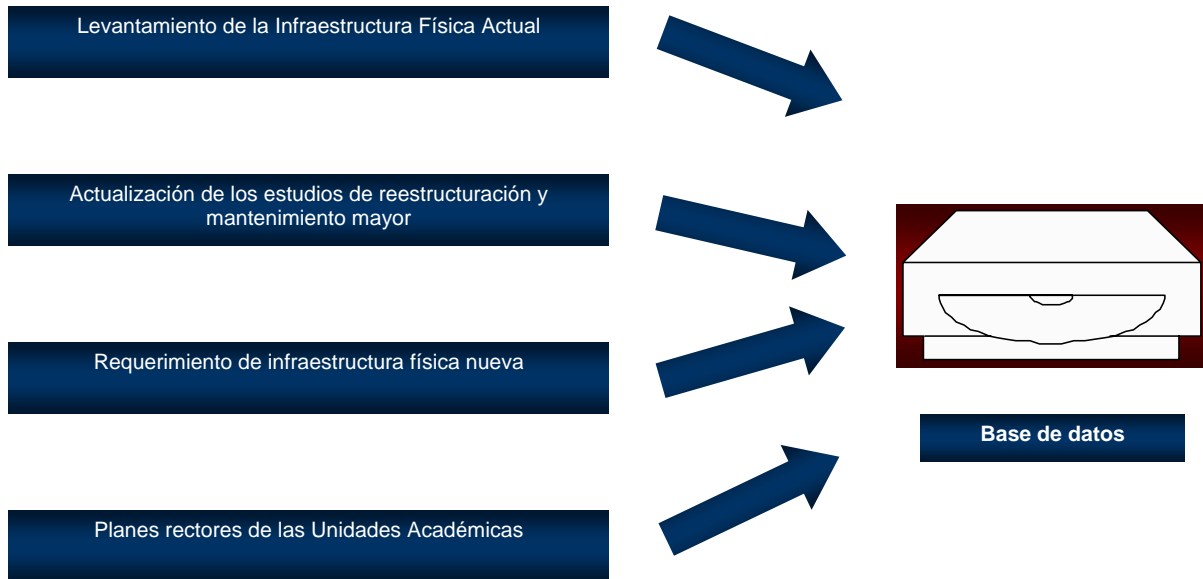 Levantamiento de la Infraestructura Física Actual
Actualización de los estudios de reestructuración y
mantenimiento mayor
Requerimiento de infraestructura física nueva
Base de datos
Planes rectores de las Unidades Académicas